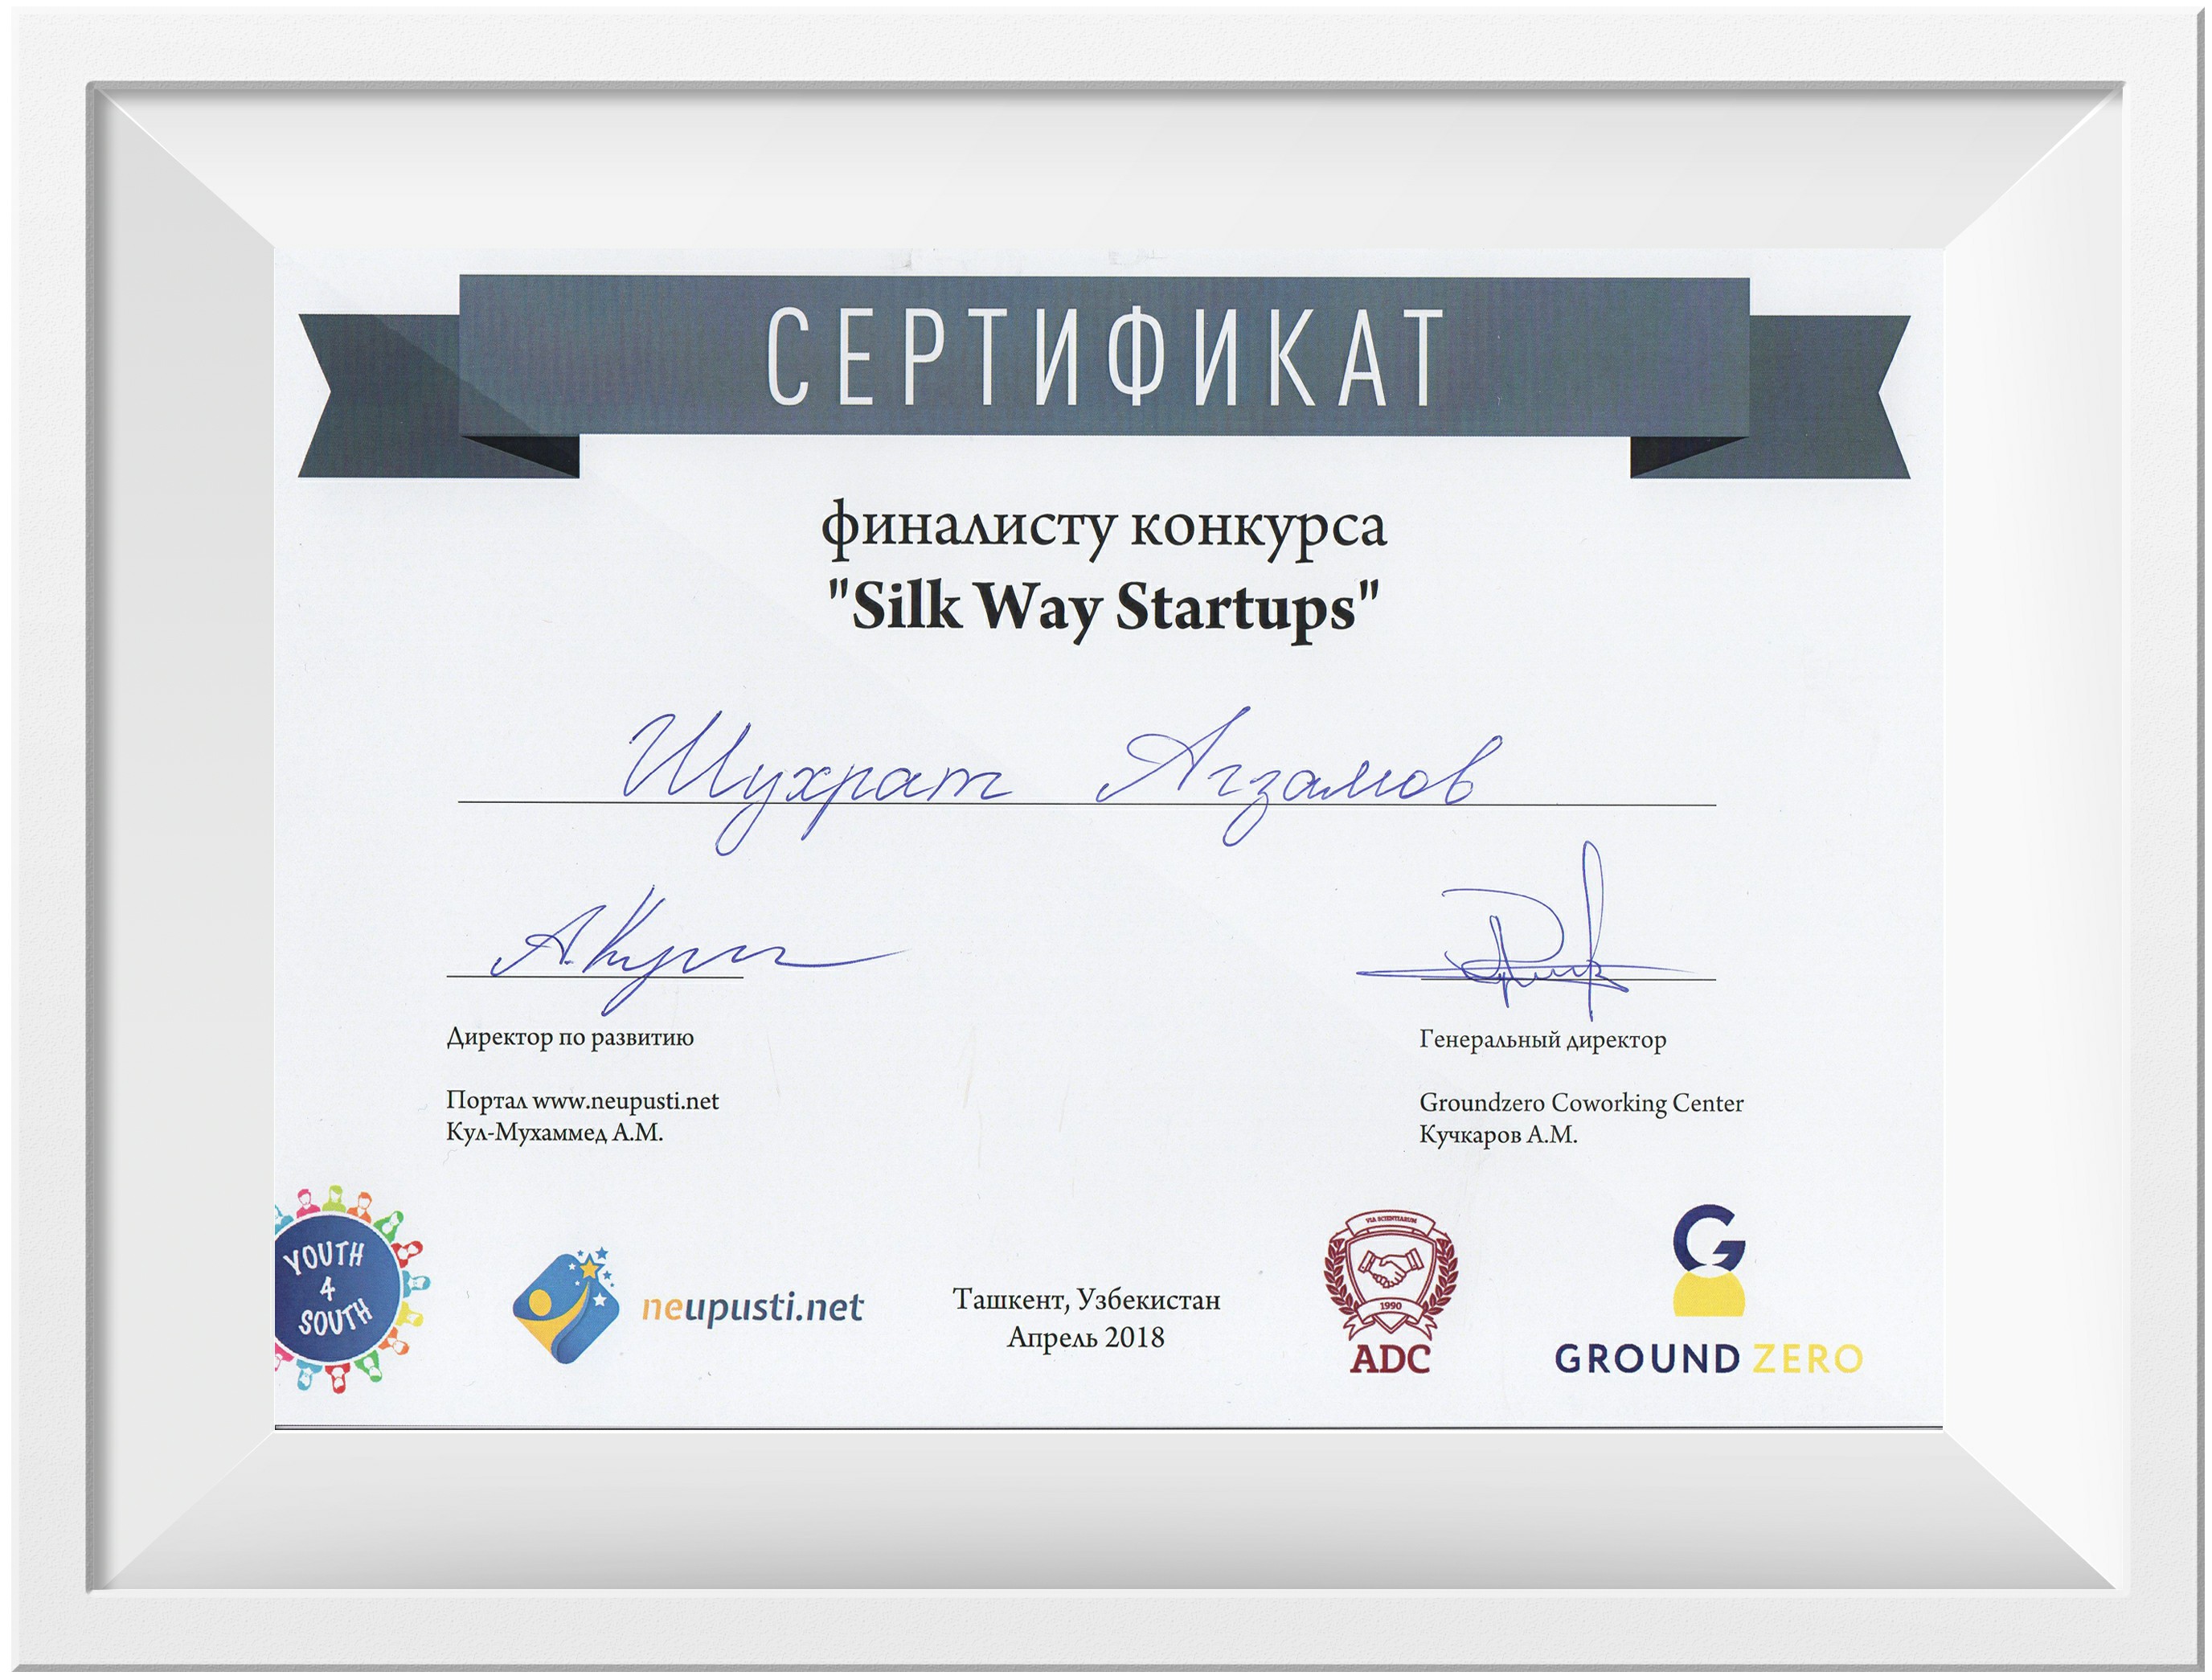 СЕРТИФИКАТ
финалисту конкурса
"Silk Way Startups"
Шухрат Агзамов
А.Кул
Директор по развитию
Портал www.neupusti.net
Кул-Мухаммед А.М.
Генеральный директор
Groundzero Coworking Center
Кучкаров А.М.
YOUTH
4
SOUTH
neupusti.net
Ташкент, Узбекистан
Апрель 2018
VIA SCIENTIARUM
1990
ADC
GROUND ZERO